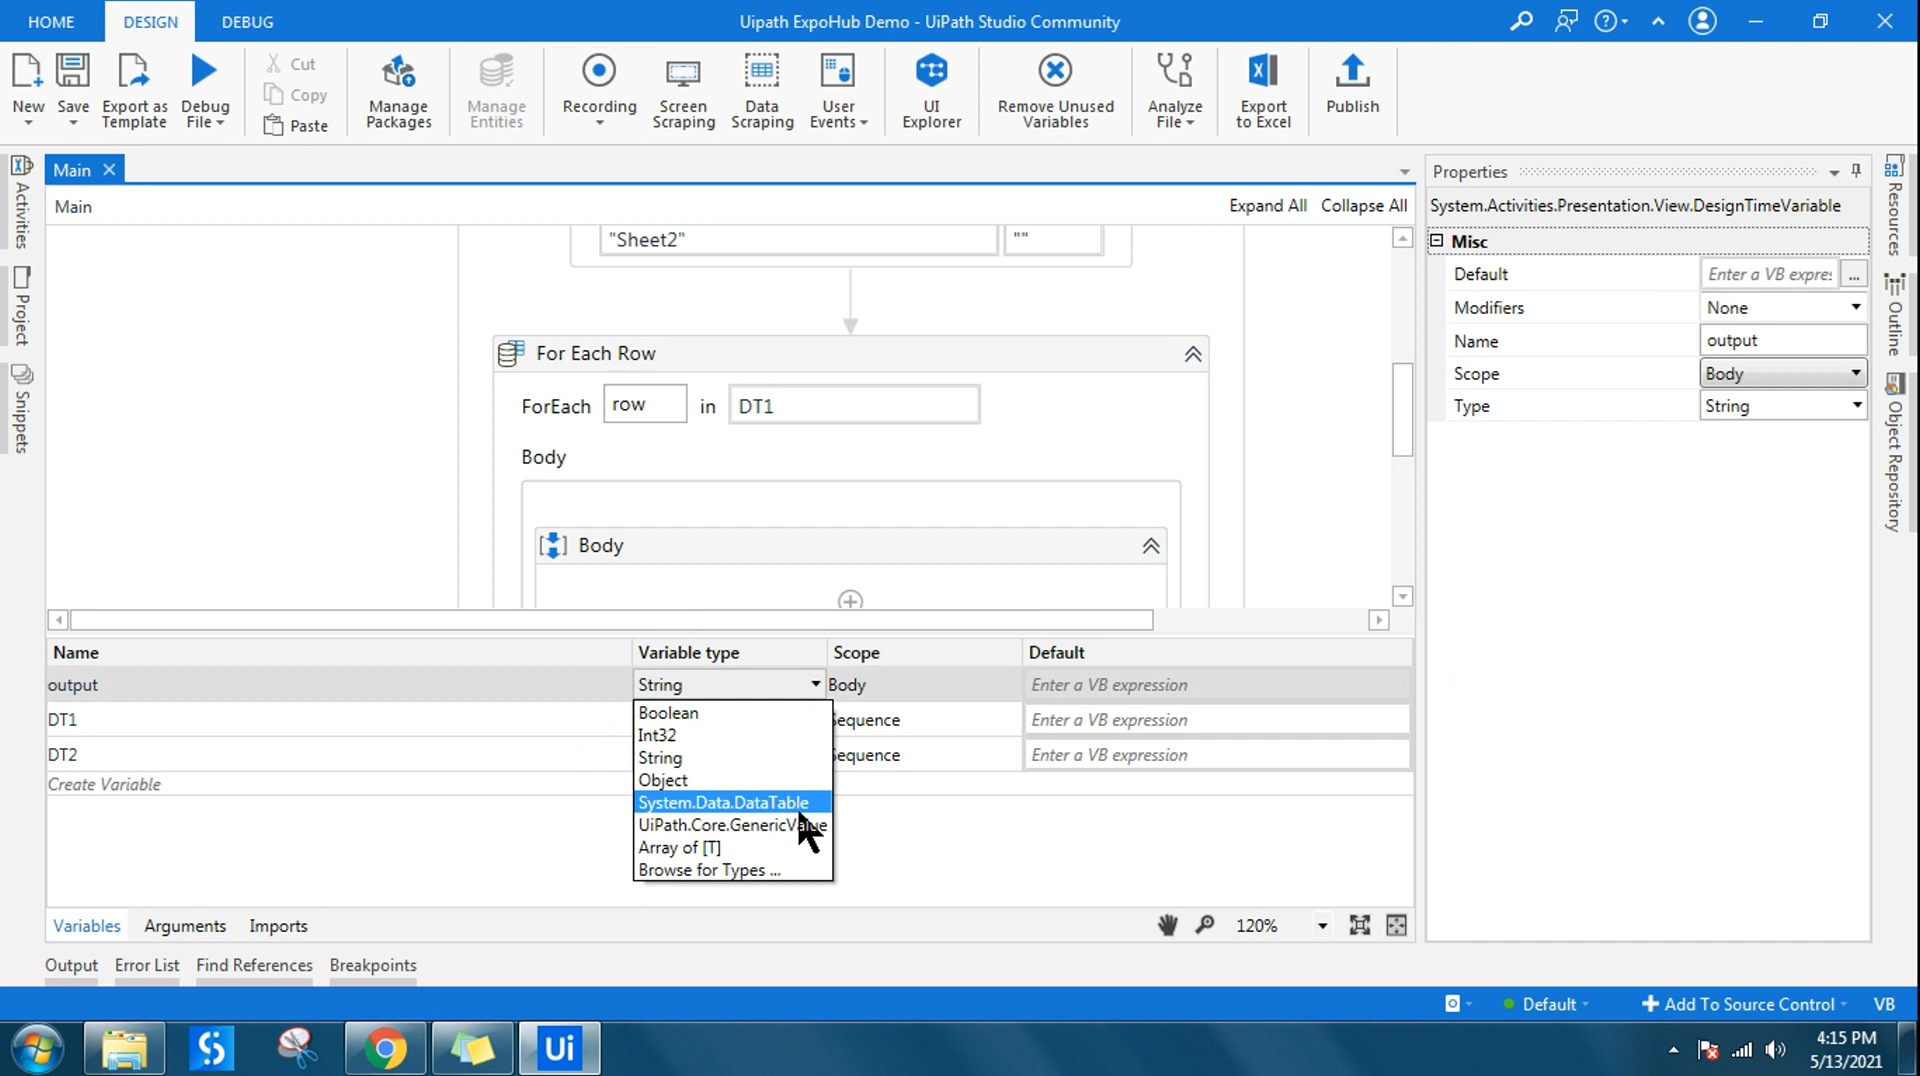 HOME DESIGN DEBUG Uipath ExpoHub Demo - UiPath Studio Community
New Save Export as Template Debug File Cut Copy Paste Manage Packages Manage Entities Recording Screen Scraping Data Scraping User Events UI Explorer Remove Unused Variables Analyze File Export to Excel Publish
Main
Main Expand All Collapse All
"Sheet2" ""
For Each Row
ForEach row in DT1
Body
Body
Name Variable type Scope Default
output String Body Enter a VB expression
DT1 Sequence Enter a VB expression
DT2 Sequence Enter a VB expression
Create Variable
Boolean
Int32
String
Object
System.Data.DataTable
UiPath.Core.GenericValue
Array of [T]
Browse for Types ...
Variables Arguments Imports 120%
Output Error List Find References Breakpoints
Activities
Project
Snippets
Properties
System.Activities.Presentation.View.DesignTimeVariable
Misc
Default Enter a VB expres: ...
Modifiers None
Name output
Scope Body
Type String
Resources
Outline
Object Repository
Default Add To Source Control VB
Ui
4:15 PM
5/13/2021